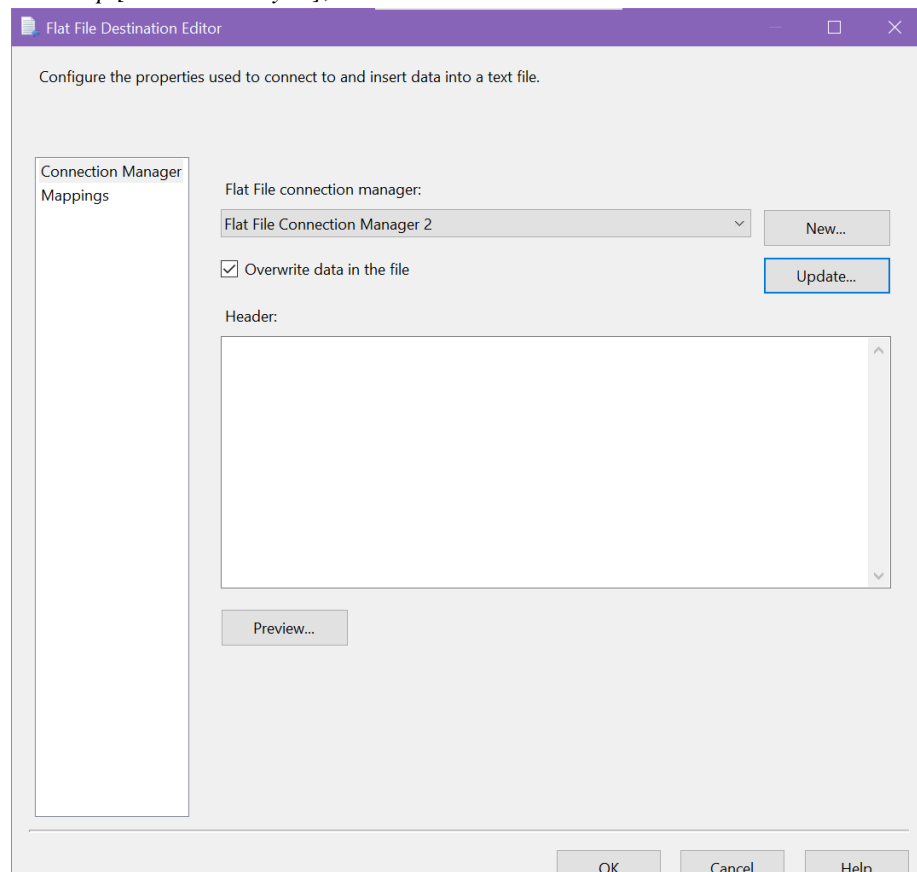 Flat File Destination Editor
Configure the properties used to connect to and insert data into a text file.
Connection Manager
Mappings
Flat File connection manager:
Flat File Connection Manager 2
New...
Overwrite data in the file
Update...
Header:
Preview...
OK
Cancel
Help